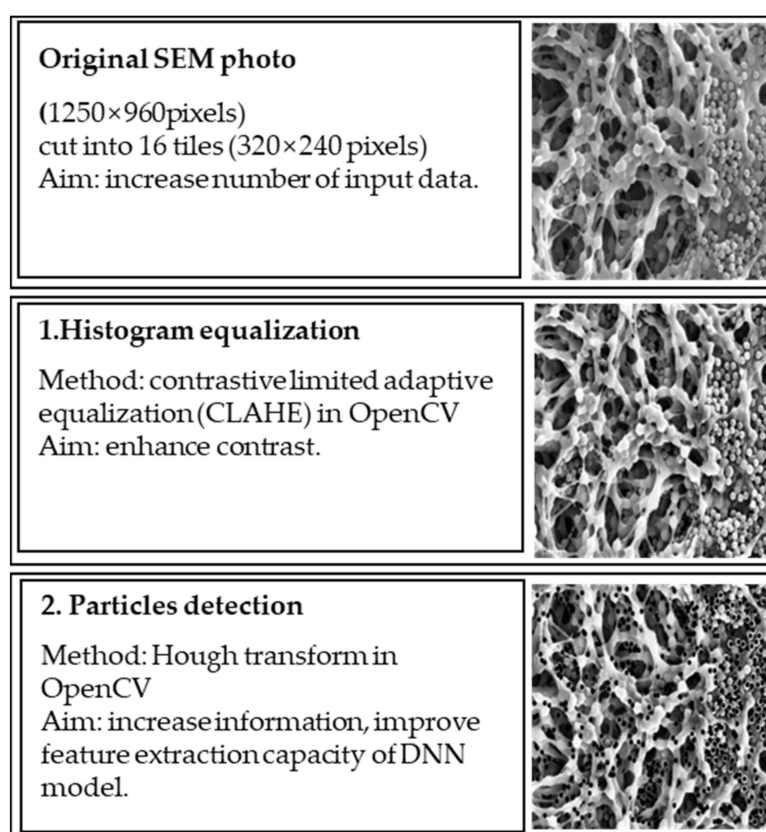 Original SEM photo
(1250×960pixels)
cut into 16 tiles (320×240 pixels)
Aim: increase number of input data.
1.Histogram equalization
Method: contrastive limited adaptive
equalization (CLAHE) in OpenCV
Aim: enhance contrast.
2. Particles detection
Method: Hough transform in
OpenCV
Aim: increase information, improve
feature extraction capacity of DNN
model.